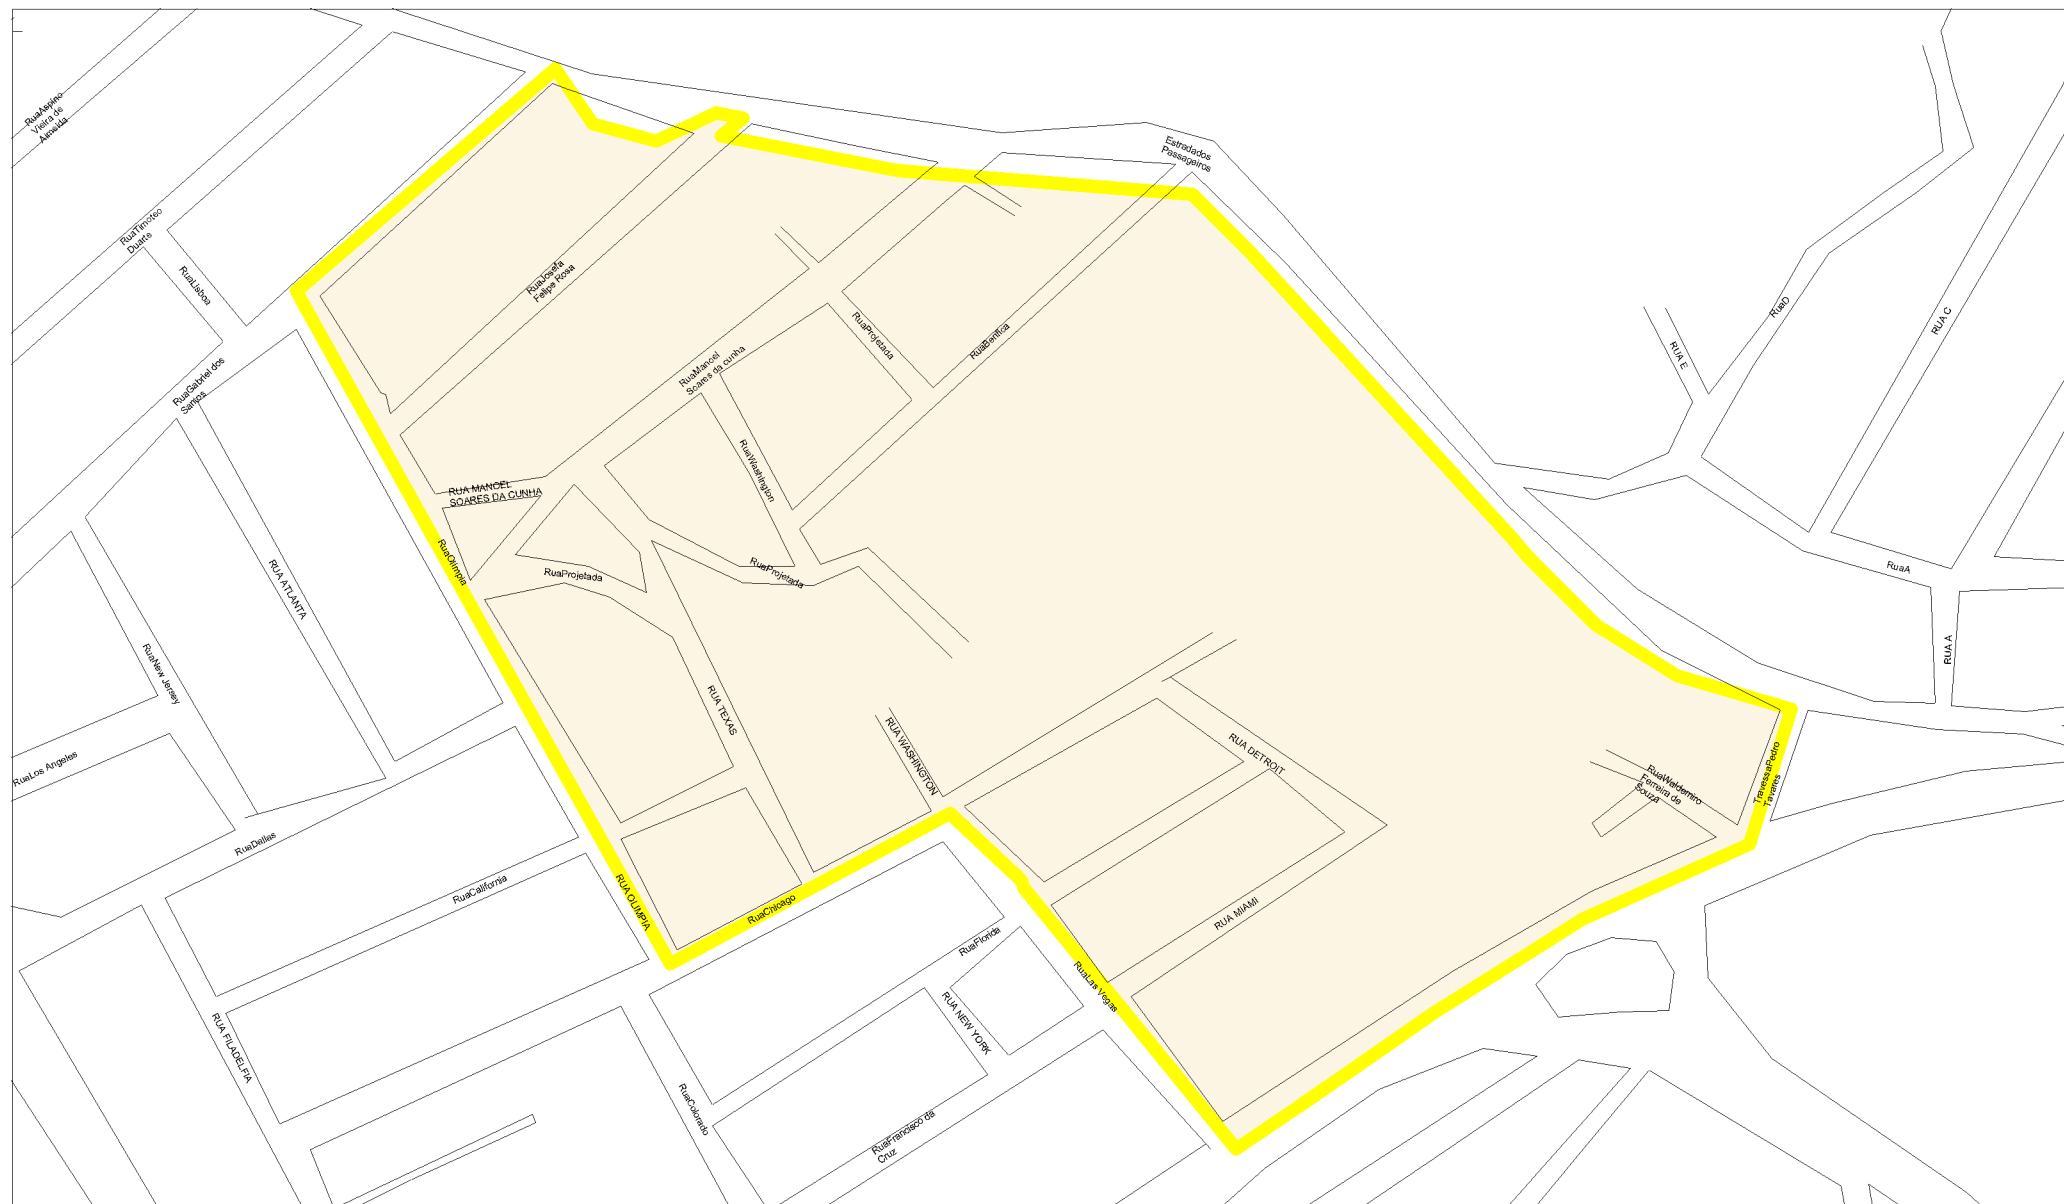 RuaAspino
Vieira de
Almeida
Estradados
Passageiros
RuaTimoteo
Duarte
RuaLisboa
RuaJosefa
Felipe Rosa
RuaD
RUA C
RUA E
RuaProjetada
RuaBenfica
RuaManoel
Soares da cunha
RuaGabriel dos
Santos
RuaWashington
RUA MANOEL
SOARES DA CUNHA
RuaOlimpia
RuaProjetada
RuaProjetada
RuaA
RUA ATLANTA
RUA A
RuaNew Jersey
RUA TEXAS
RUA WASHINGTON
RUA DETROIT
RuaLos Angeles
RuaWaldemiro
Ferreira de
Souza
TravessaPedro
Tavares
RuaDallas
RuaCalifornia
RUA OLIMPIA
RuaChicago
RUA MIAMI
RuaFlorida
RuaLas Vegas
RUA NEW YORK
RUA FILADELFIA
RuaColorado
RuaFrancisco da
Cruz